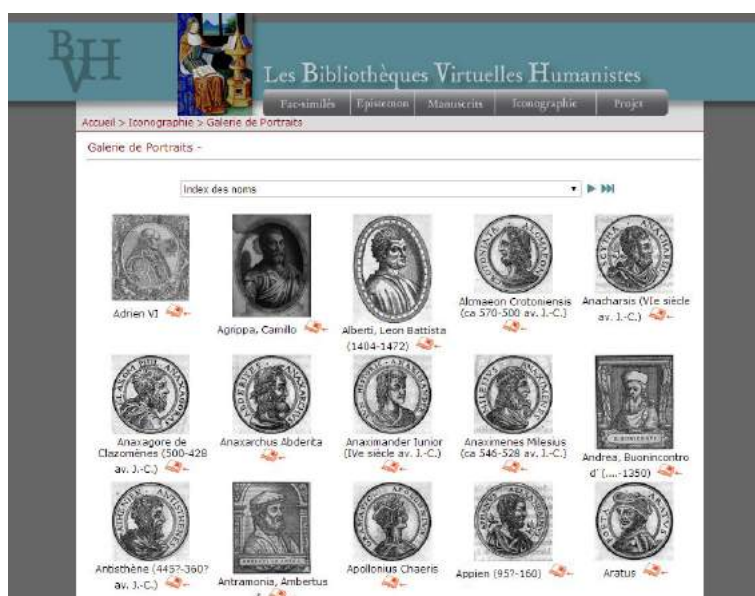 BVH
Les Bibliothèques Virtuelles Humanistes
Fac-similés Epistemon Manuscrits Iconographie Projet
Accueil > Iconographie > Galerie de Portraits
Galerie de Portraits -
Index des noms
Adrien VI
Agrippa, Camillo
Alberti, Leon Battista
(1404-1472)
Alcmaeon Crotoniensis
(ca 570-500 av. J.-C.)
Anacharsis (VIe siècle
av. J.-C.)
Anaxagore de
Clazomènes (500-428
av. J.-C.)
Anaxarchus Abderita
Anaximander Iunior
(IVe siècle av. J.-C.)
Anaximenes Milesius
(ca 546-528 av. J.-C.)
Andrea, Buonincontro
d' (....-1350)
Antisthène (445?-360?
av. J.-C.)
Antramonia, Ambertus
Apollonius Chaeris
Appien (95?-160)
Aratus